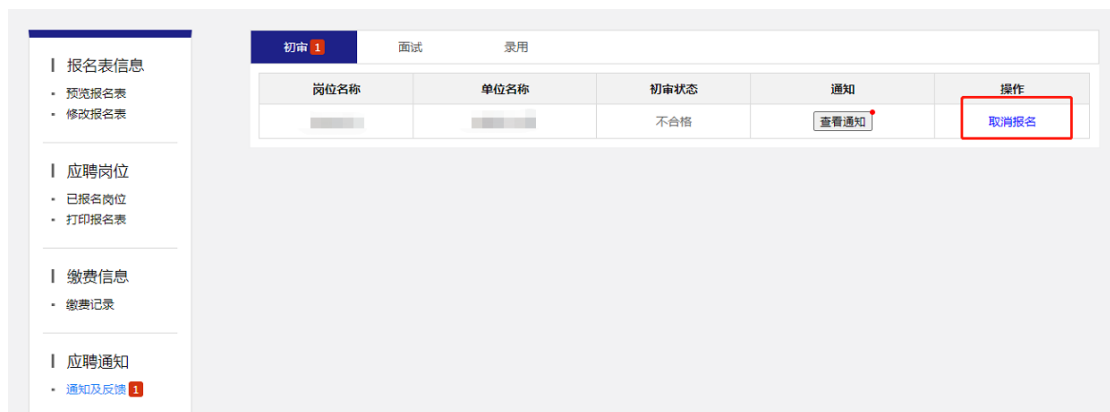 报名表信息
预览报名表
修改报名表
应聘岗位
已报名岗位
打印报名表
缴费信息
缴费记录
应聘通知
通知及反馈 1
初审 1 面试 录用
岗位名称 单位名称 初审状态 通知 操作
不合格 查看通知 取消报名